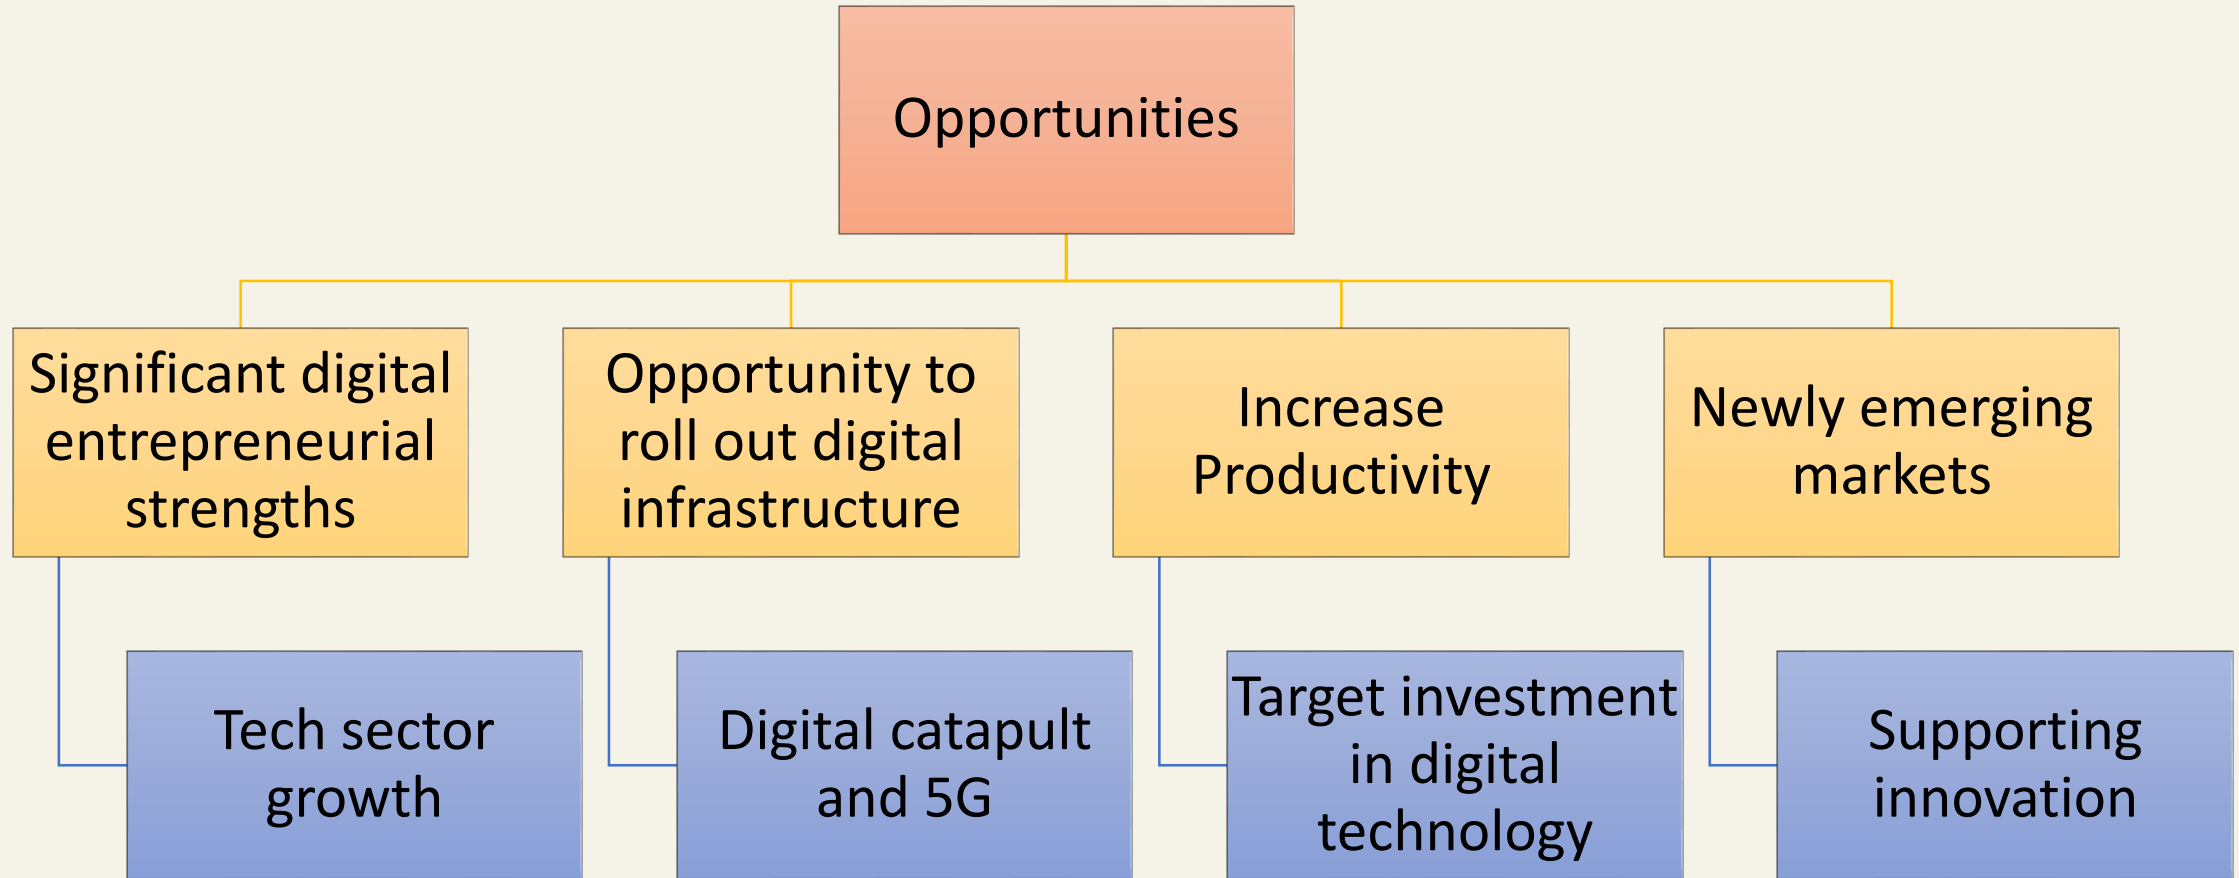 Opportunities
Significant digital
entrepreneurial
strengths
Opportunity to
roll out digital
infrastructure
Increase
Productivity
Newly emerging
markets
Tech sector
growth
Digital catapult
and 5G
Target investment
in digital
technology
Supporting
innovation